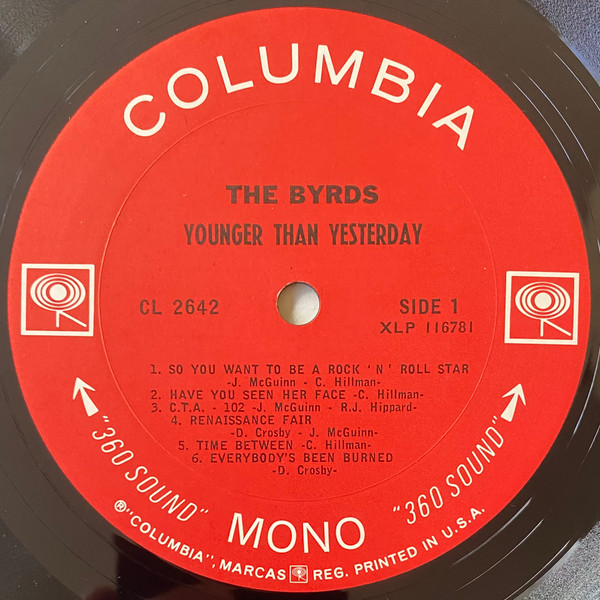 COLUMBIA
THE BYRDS
YOUNGER THAN YESTERDAY
CL 2642
SIDE 1
XLP 116781
1. SO YOU WANT TO BE A ROCK 'N' ROLL STAR
-J. McGuinn - C. Hillman-
2. HAVE YOU SEEN HER FACE -C. Hillman-
3. C.T.A. - 102 -J. McGuinn - R.J. Hippard-
4. RENAISSANCE FAIR
-D. Crosby - J. McGuinn-
5. TIME BETWEEN -C. Hillman-
6. EVERYBODY'S BEEN BURNED
-D. Crosby-
"360 SOUND" MONO "360 SOUND"
®"COLUMBIA", MARCAS REG. PRINTED IN U.S.A.